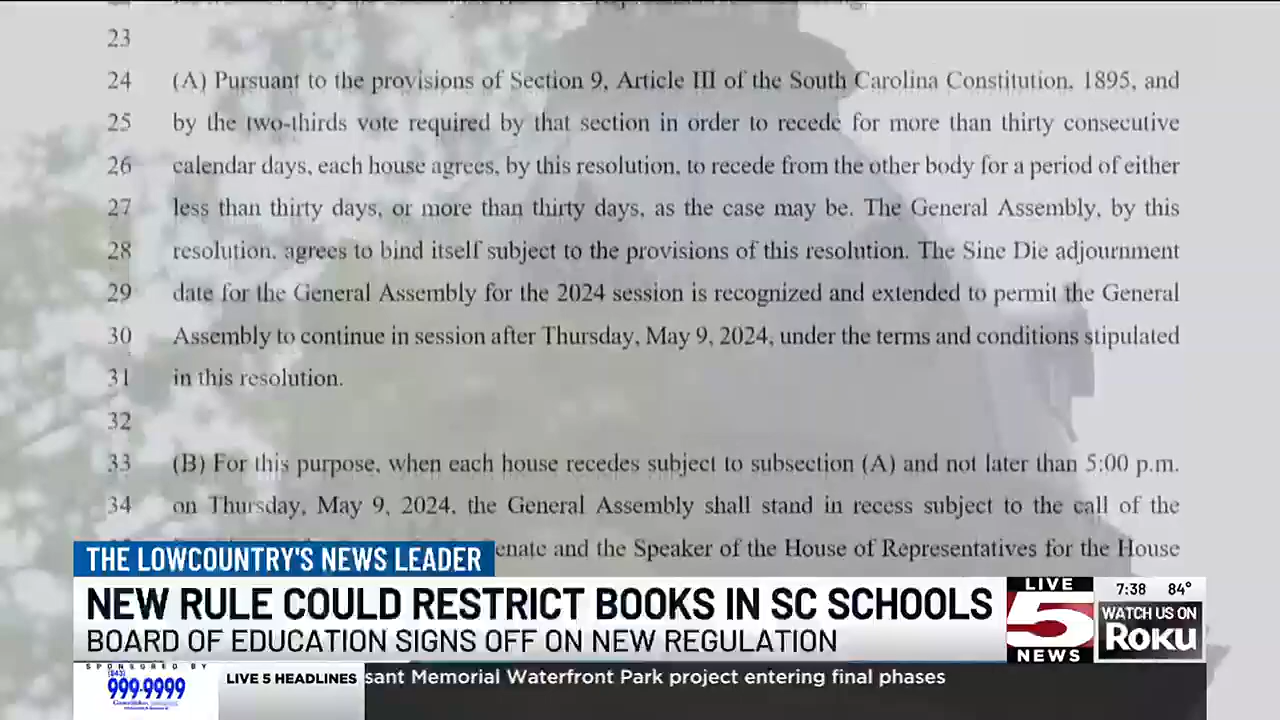 23
24 (A) Pursuant to the provisions of Section 9, Article III of the South Carolina Constitution, 1895, and
25 by the two-thirds vote required by that section in order to recede for more than thirty consecutive
26 calendar days, each house agrees, by this resolution, to recede from the other body for a period of either
27 less than thirty days, or more than thirty days, as the case may be. The General Assembly, by this
28 resolution, agrees to bind itself subject to the provisions of this resolution. The Sine Die adjournment
29 date for the General Assembly for the 2024 session is recognized and extended to permit the General
30 Assembly to continue in session after Thursday, May 9, 2024, under the terms and conditions stipulated
31 in this resolution.
32
33 (B) For this purpose, when each house recedes subject to subsection (A) and not later than 5:00 p.m.
34 on Thursday, May 9, 2024, the General Assembly shall stand in recess subject to the call of the
enate and the Speaker of the House of Representatives for the House
THE LOWCOUNTRY'S NEWS LEADER
NEW RULE COULD RESTRICT BOOKS IN SC SCHOOLS
BOARD OF EDUCATION SIGNS OFF ON NEW REGULATION
LIVE 5 NEWS
7:38 84°
WATCH US ON
Roku
SPONSORED BY
(843)
999-9999
LIVE 5 HEADLINES
sant Memorial Waterfront Park project entering final phases